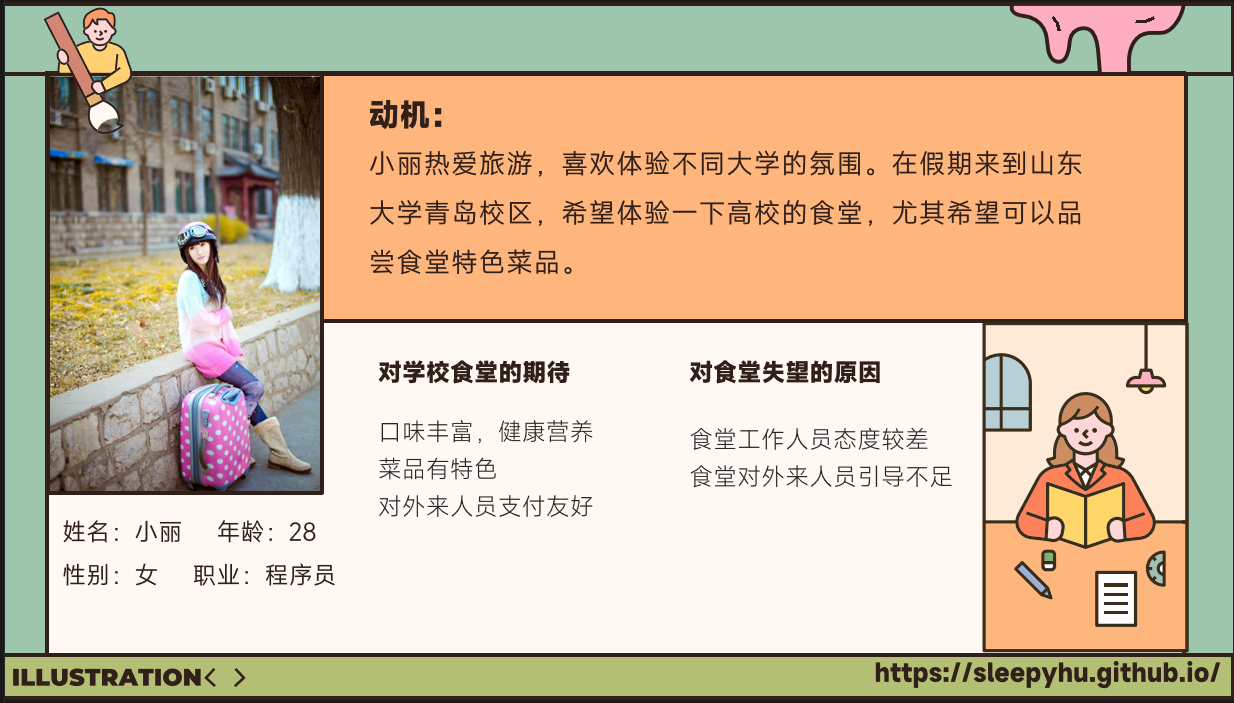 动机：
小丽热爱旅游，喜欢体验不同大学的氛围。在假期来到山东
大学青岛校区，希望体验一下高校的食堂，尤其希望可以品
尝食堂特色菜品。
对学校食堂的期待
口味丰富，健康营养
菜品有特色
对外来人员支付友好
对食堂失望的原因
食堂工作人员态度较差
食堂对外来人员引导不足
姓名：小丽 年龄：28
性别：女 职业：程序员
ILLUSTRATION< >
https://sleepyhu.github.io/